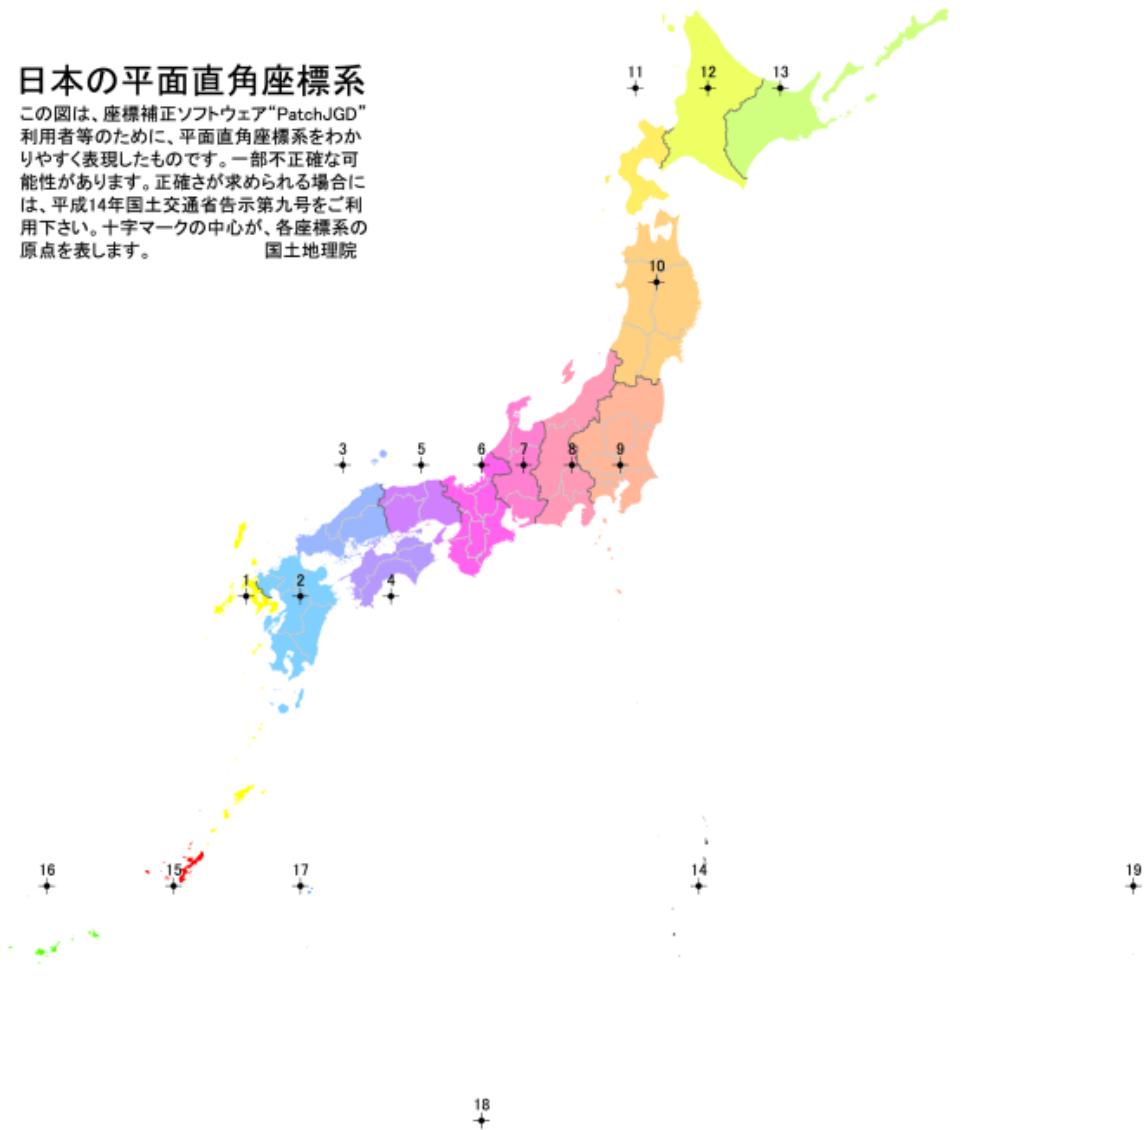 日本の平面直角座標系
この図は、座標補正ソフトウェア“PatchJGD”
利用者等のために、平面直角座標系をわか
りやすく表現したものです。一部不正確な可
能性があります。正確さが求められる場合に
は、平成14年国土交通省告示第九号をご利
用下さい。十字マークの中心が、各座標系の
原点を表します。 国土地理院
11 12 13
10
3 5 6 7 8 9
1 2 4
16 15 17 14 19
18